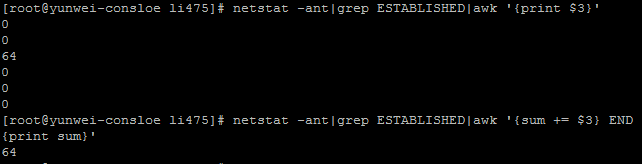 [root@yunwei-consloe li475]# netstat -ant|grep ESTABLISHED|awk '{print $3}'
0
0
64
0
0
0
[root@yunwei-consloe li475]# netstat -ant|grep ESTABLISHED|awk '{sum += $3} END
{print sum}'
64